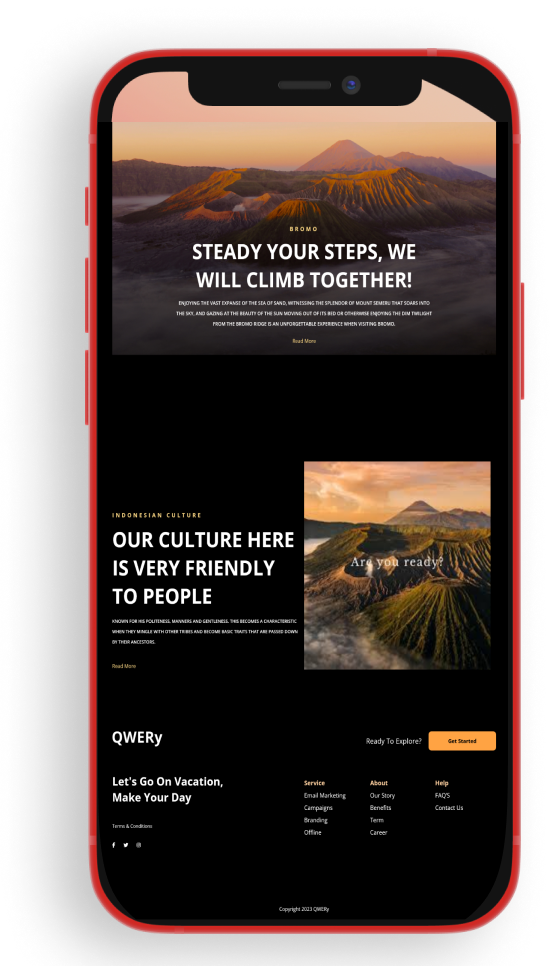 BROMO
STEADY YOUR STEPS, WE
WILL CLIMB TOGETHER!
ENJOYING THE VAST EXPANSE OF THE SEA OF SAND, WITNESSING THE SPLENDOR OF MOUNT SEMERU THAT SOARS INTO
THE SKY, AND GAZING AT THE BEAUTY OF THE SUN MOVING OUT OF ITS BED OR OTHERWISE ENJOYING THE DIM TWILIGHT
FROM THE BROMO RIDGE IS AN UNFORGETTABLE EXPERIENCE WHEN VISITING BROMO.
Read More
INDONESIAN CULTURE
OUR CULTURE HERE
IS VERY FRIENDLY
TO PEOPLE
KNOWN FOR HIS POLITENESS, MANNERS AND GENTLENESS. THIS BECOMES A CHARACTERISTIC
WHEN THEY MINGLE WITH OTHER TRIBES AND BECOME BASIC TRAITS THAT ARE PASSED DOWN
BY THEIR ANCESTORS.
Read More
Are you ready?
QWERy
Ready To Explore?
Get Started
Let's Go On Vacation,
Make Your Day
Terms & Conditions
Service
Email Marketing
Campaigns
Branding
Offline
About
Our Story
Benefits
Term
Career
Help
FAQ'S
Contact Us
Copyright 2023 QWERy